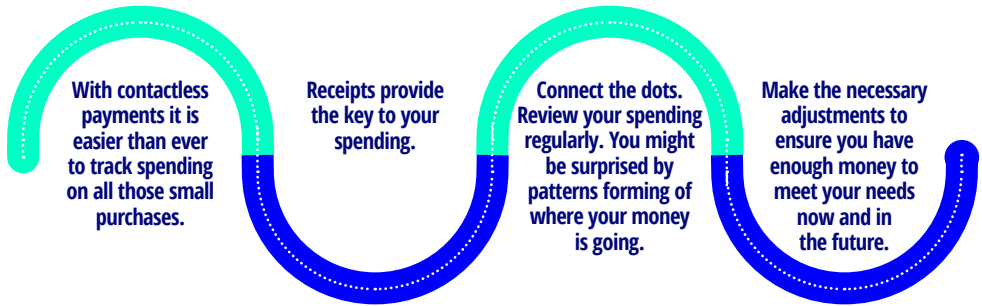 With contactless
payments it is
easier than ever
to track spending
on all those small
purchases.
Receipts provide
the key to your
spending.
Connect the dots.
Review your spending
regularly. You might
be surprised by
patterns forming of
where your money
is going.
Make the necessary
adjustments to
ensure you have
enough money to
meet your needs
now and in
the future.